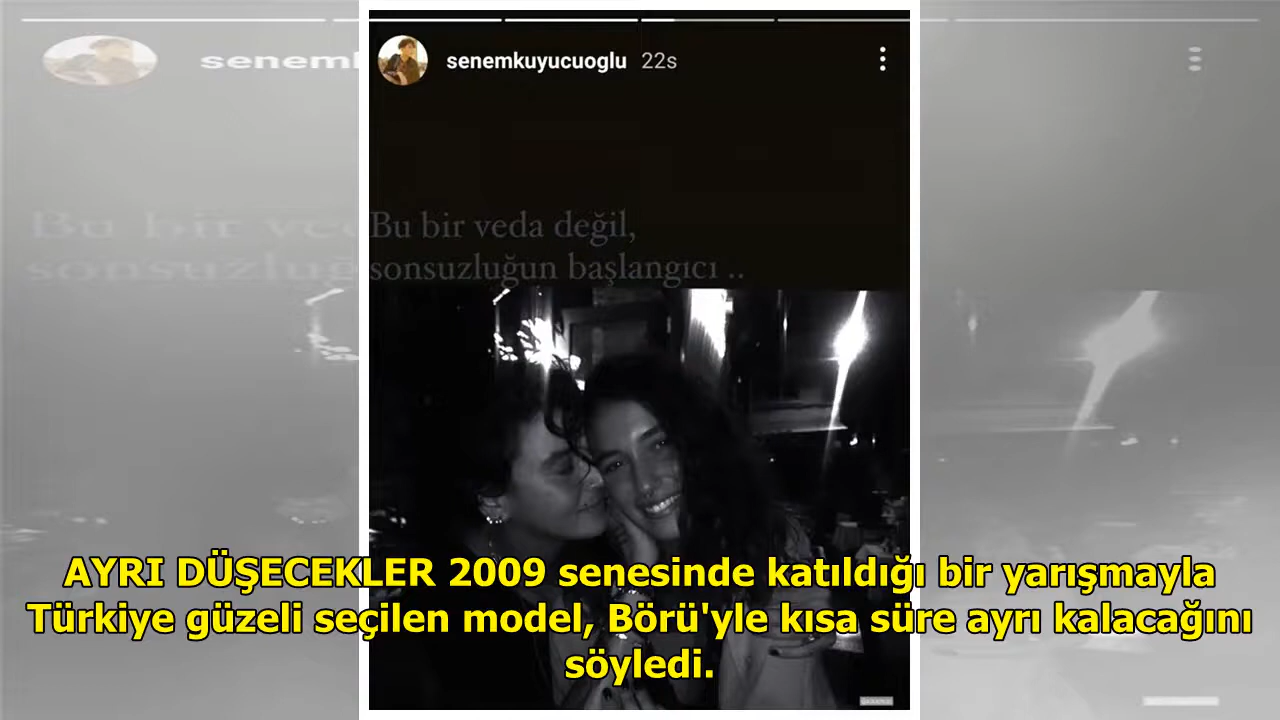 senemkuyucuoglu 22s
Bu bir veda değil,
sonsuzluğun başlangıcı ..
AYRI DÜŞECEKLER 2009 senesinde katıldığı bir yarışmayla
Türkiye güzeli seçilen model, Börü'yle kısa süre ayrı kalacağını
söyledi.